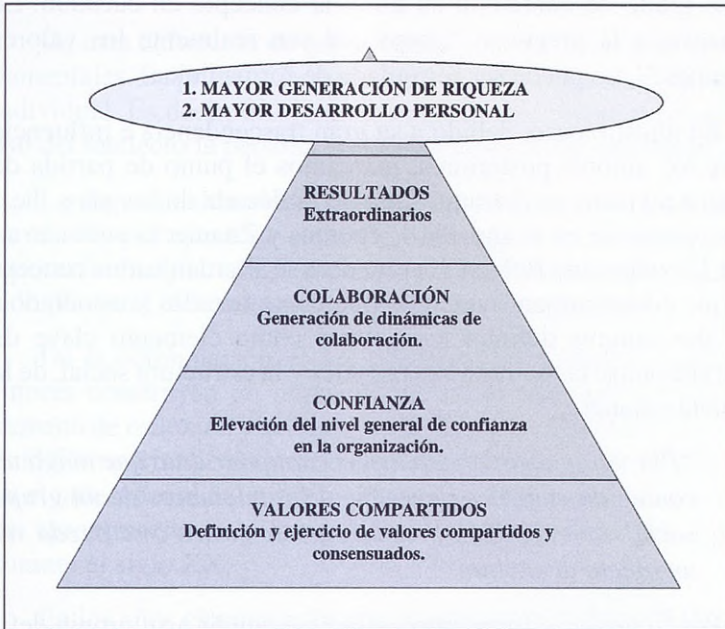 1. MAYOR GENERACIÓN DE RIQUEZA
2. MAYOR DESARROLLO PERSONAL
RESULTADOS
Extraordinarios
COLABORACIÓN
Generación de dinámicas de
colaboración.
CONFIANZA
Elevación del nivel general de confianza
en la organización.
VALORES COMPARTIDOS
Definición y ejercicio de valores compartidos y
consensuados.